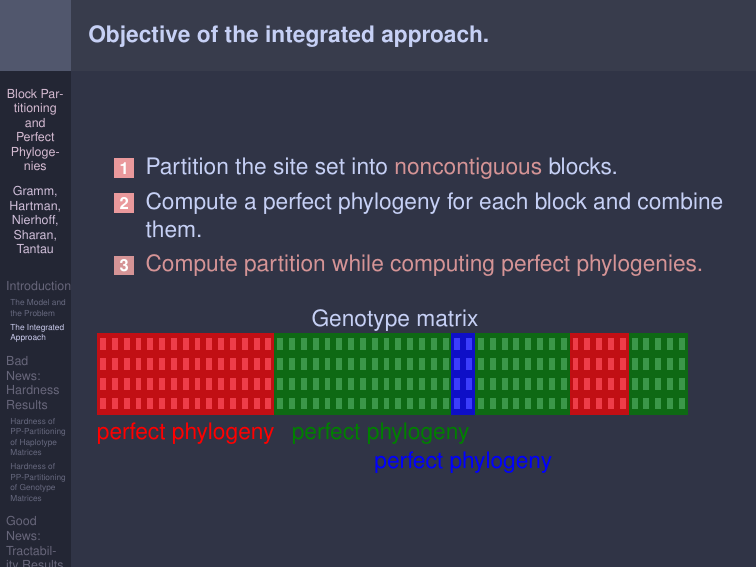 Objective of the integrated approach.
Block Par-
titioning
and
Perfect
Phyloge-
nies
Gramm,
Hartman,
Nierhoff,
Sharan,
Tantau
Introduction
The Model and
the Problem
The Integrated
Approach
Bad
News:
Hardness
Results
Hardness of
PP-Partitioning
of Haplotype
Matrices
Hardness of
PP-Partitioning
of Genotype
Matrices
Good
News:
Tractabil-
ity Results
1 Partition the site set into noncontiguous blocks.
2 Compute a perfect phylogeny for each block and combine
them.
3 Compute partition while computing perfect phylogenies.
Genotype matrix
perfect phylogeny perfect phylogeny
perfect phylogeny